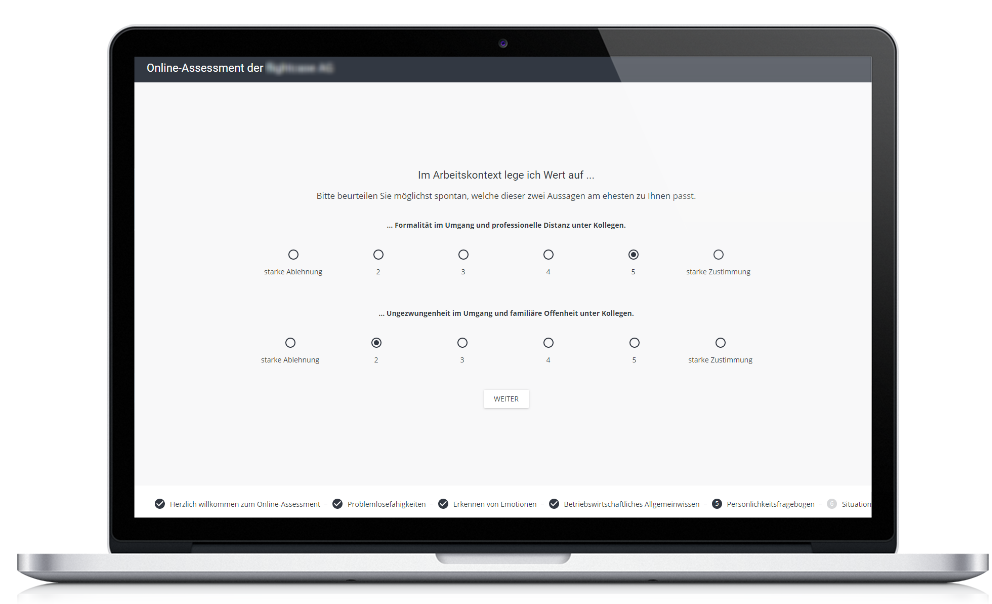 Online-Assessment der
Im Arbeitskontext lege ich Wert auf ...
Bitte beurteilen Sie möglichst spontan, welche dieser zwei Aussagen am ehesten zu Ihnen passt.
... Formalität im Umgang und professionelle Distanz unter Kollegen.
starke Ablehnung 2 3 4 5 starke Zustimmung
... Ungezwungenheit im Umgang und familiäre Offenheit unter Kollegen.
starke Ablehnung 2 3 4 5 starke Zustimmung
WEITER
Herzlich willkommen zum Online Assessment Problemlösefähigkeiten Erkennen von Emotionen Betriebswirtschaftliches Allgemeinwissen 5 Persönlichkeitsfragebogen 6 Situation